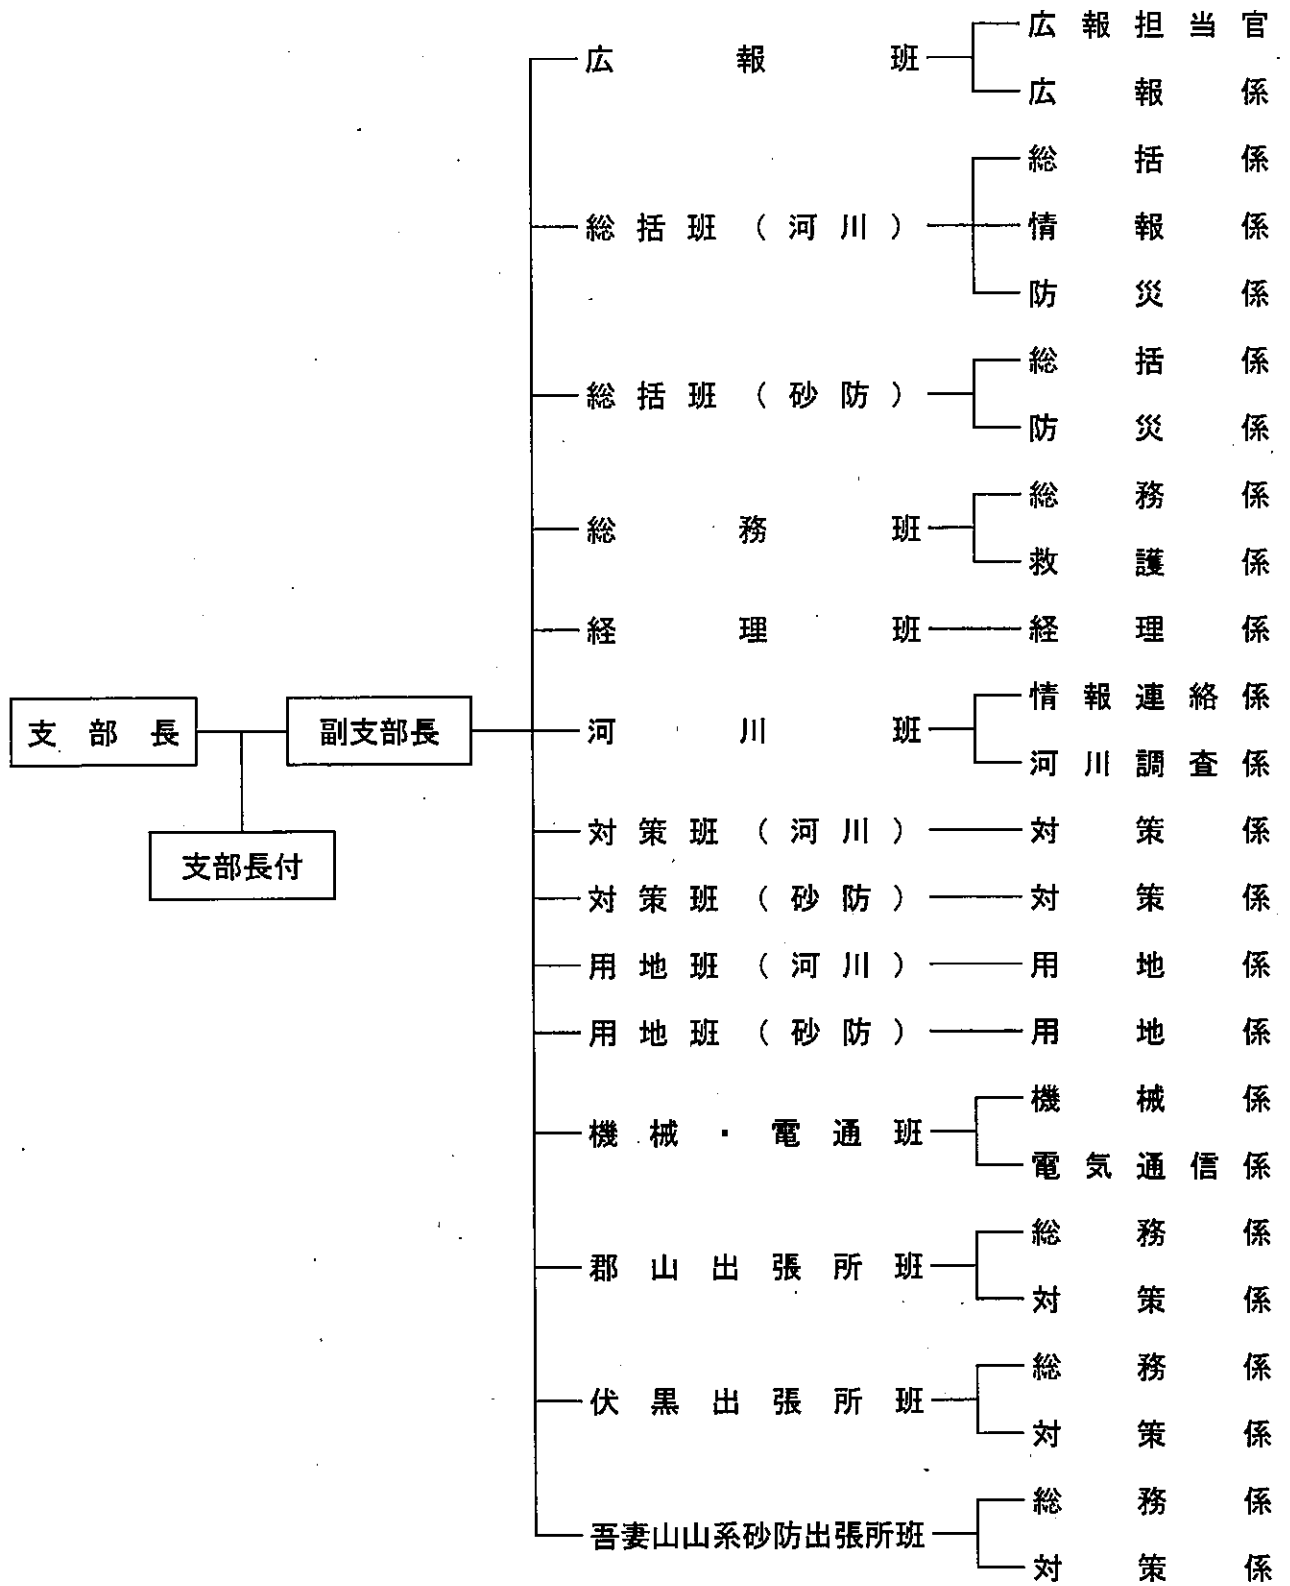 広報担当官
広報班
広報係
総括係
総括班（河川）
情報係
防災係
総括係
総括班（砂防）
防災係
総務係
総務班
救護係
経理班
経理係
情報連絡係
支部長
副支部長
河川班
河川調査係
対策班（河川）
対策係
支部長付
対策班（砂防）
対策係
用地班（河川）
用地係
用地班（砂防）
用地係
機械係
機械・電通班
電気通信係
総務係
郡山出張所班
対策係
総務係
伏黒出張所班
対策係
総務係
吾妻山山系砂防出張所班
対策係